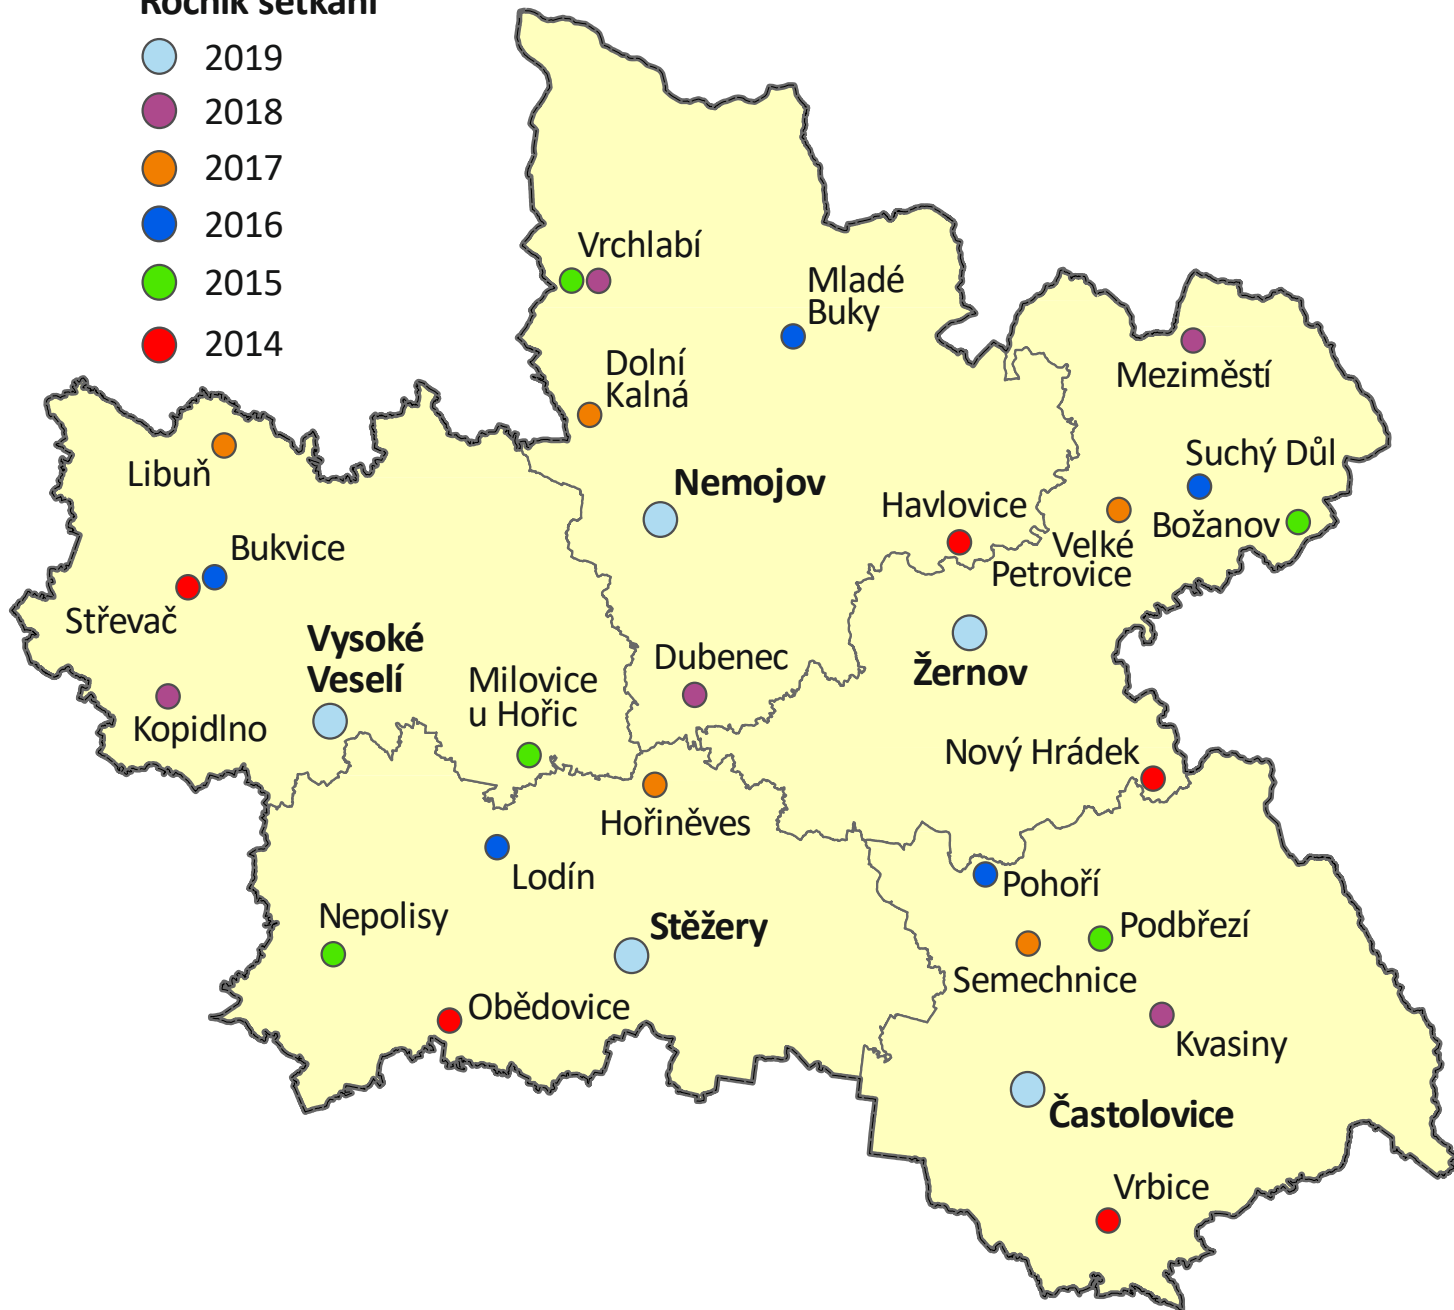 Ročník setkání
2019
2018
2017
2016
2015
2014
Vrchlabí
Mladé
Buky
Dolní
Kalná
Meziměstí
Libuň
Nemojov
Suchý Důl
Havlovice
Božanov
Velké
Petrovice
Bukvice
Střevač
Vysoké
Veselí
Milovice
u Hořic
Dubenec
Žernov
Kopidlno
Nový Hrádek
Hořiněves
Lodín
Pohoří
Nepolisy
Stěžery
Podbřezí
Semechnice
Obědovice
Kvasiny
Častolovice
Vrbice